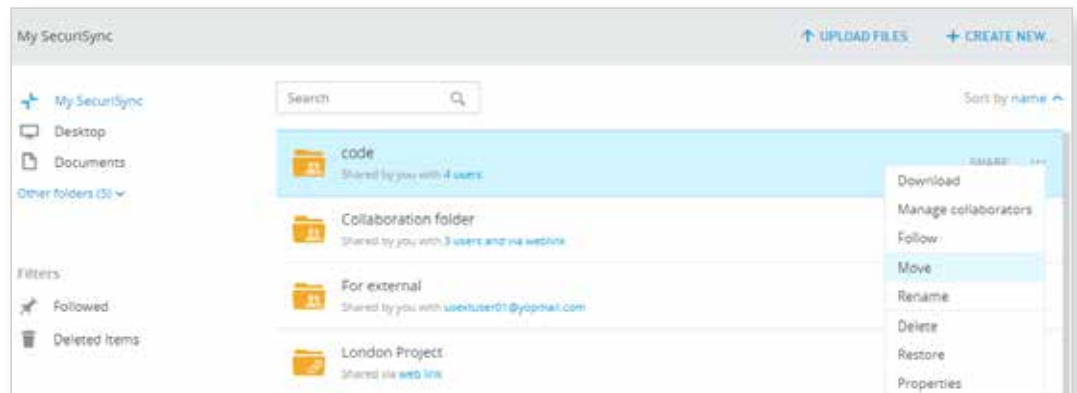 My SecuriSync
UPLOAD FILES
CREATE NEW...
My SecuriSync
Desktop
Documents
Other folders (5)
Filters
Followed
Deleted Items
Search
Sort by name
code
Shared by you with 4 users
SHARE ...
Collaboration folder
Shared by you with 3 users and via weblink
For external
Shared by you with usextuser01@yopmail.com
London Project
Shared via web link
Download
Manage collaborators
Follow
Move
Rename
Delete
Restore
Properties